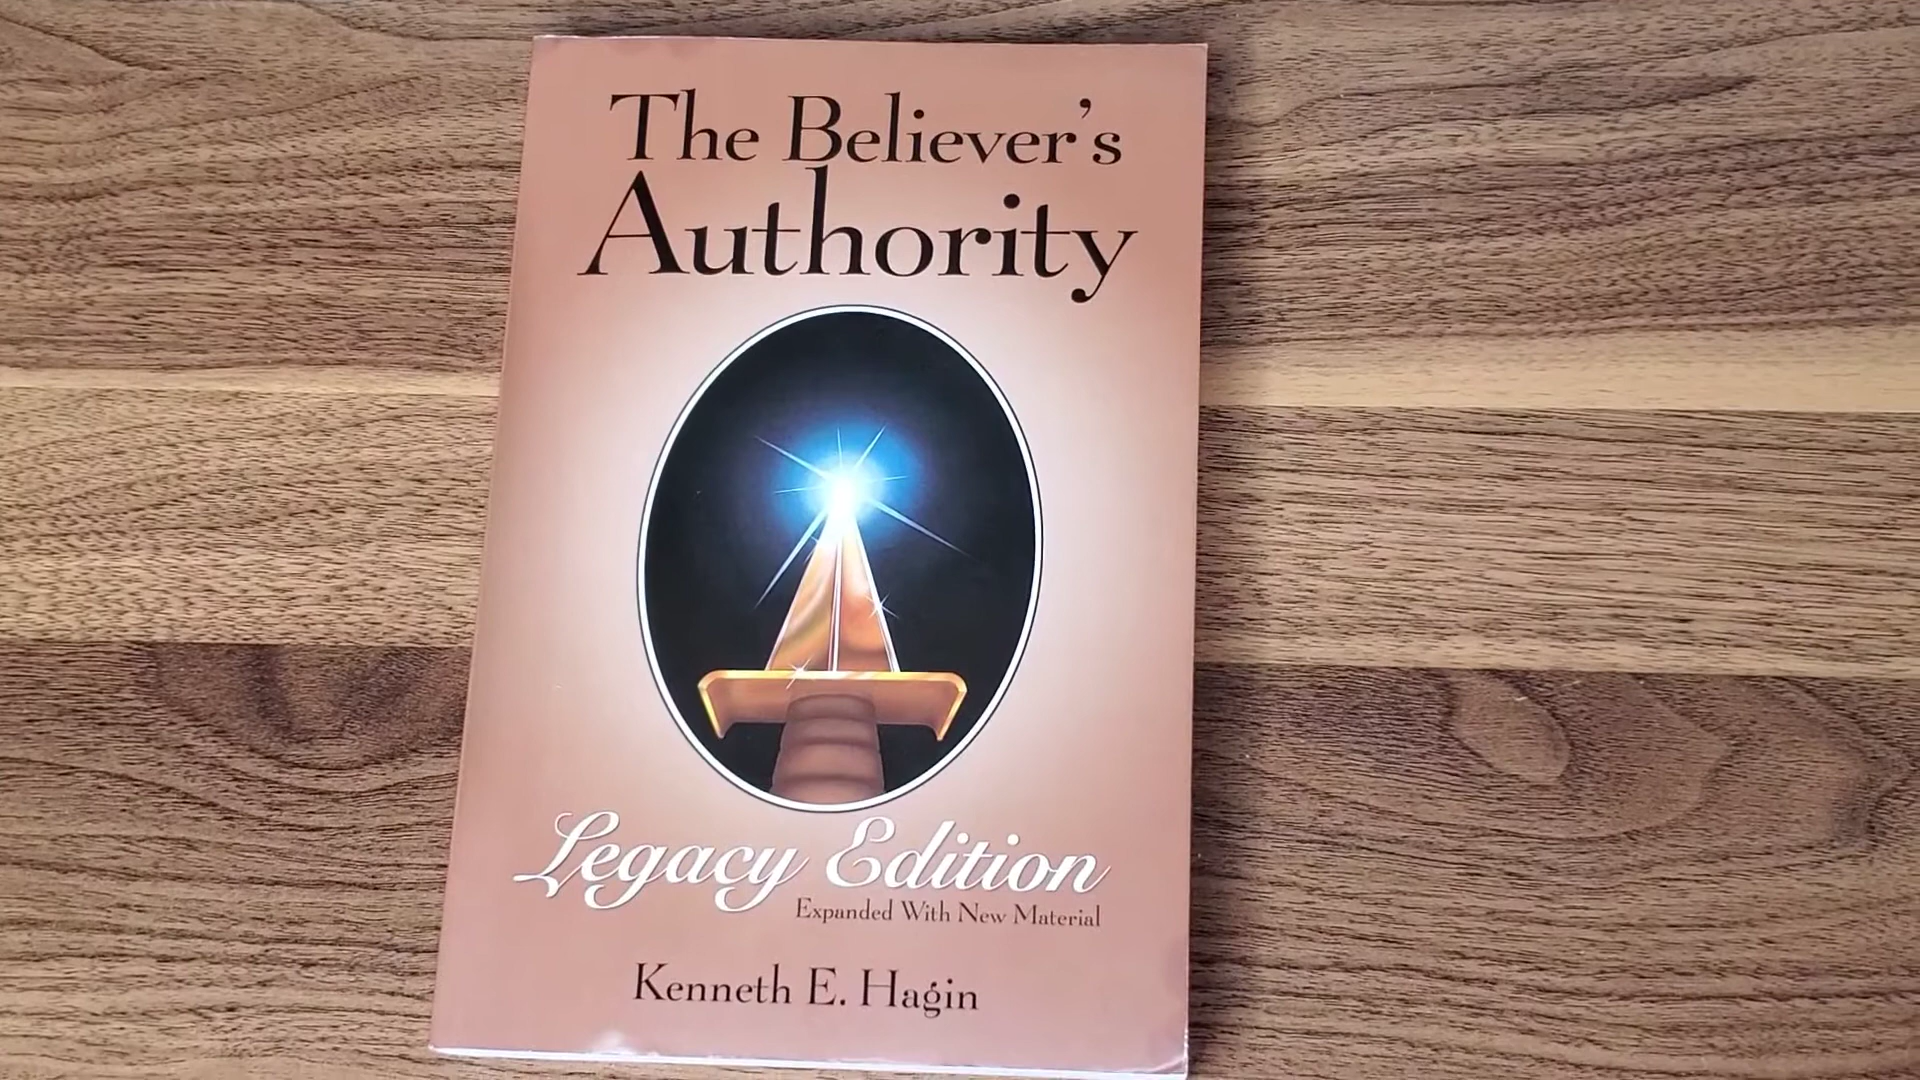 The Believer's
Authority
Legacy Edition
Expanded With New Material
Kenneth E. Hagin